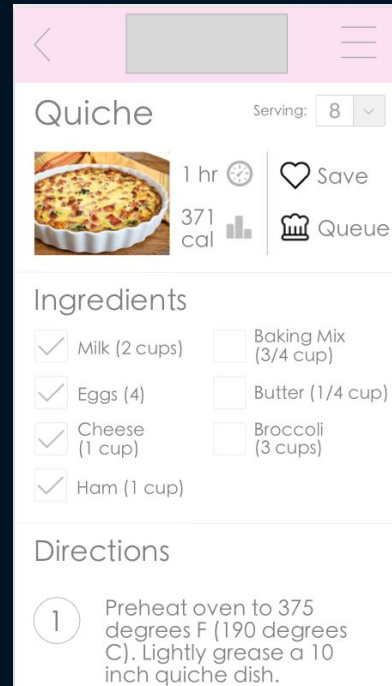 Quiche
Serving: 8
1 hr
371
cal
Save
Queue
Ingredients
Milk (2 cups)
Eggs (4)
Cheese
(1 cup)
Ham (1 cup)
Baking Mix
(3/4 cup)
Butter (1/4 cup)
Broccoli
(3 cups)
Directions
1
Preheat oven to 375
degrees F (190 degrees
C). Lightly grease a 10
inch quiche dish.